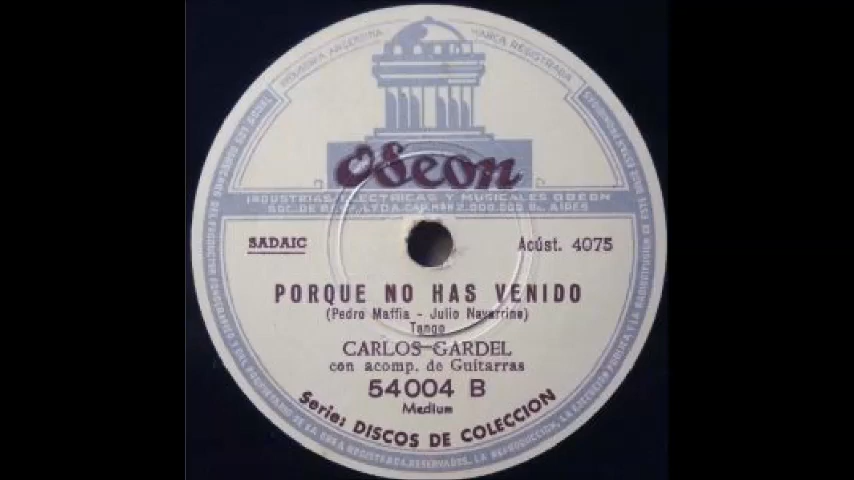 INDUSTRIA ARGENTINA
MARCA REGISTRADA
Odeon
INDUSTRIAS ELECTRICAS Y MUSICALES ODEON
SADAIC
Acúst. 4075
PORQUE NO HAS VENIDO
(Pedro Maffia - Julio Navarrine)
Tango
CARLOS GARDEL
con acomp. de Guitarras
54004 B
Medium
Serie: DISCOS DE COLECCION